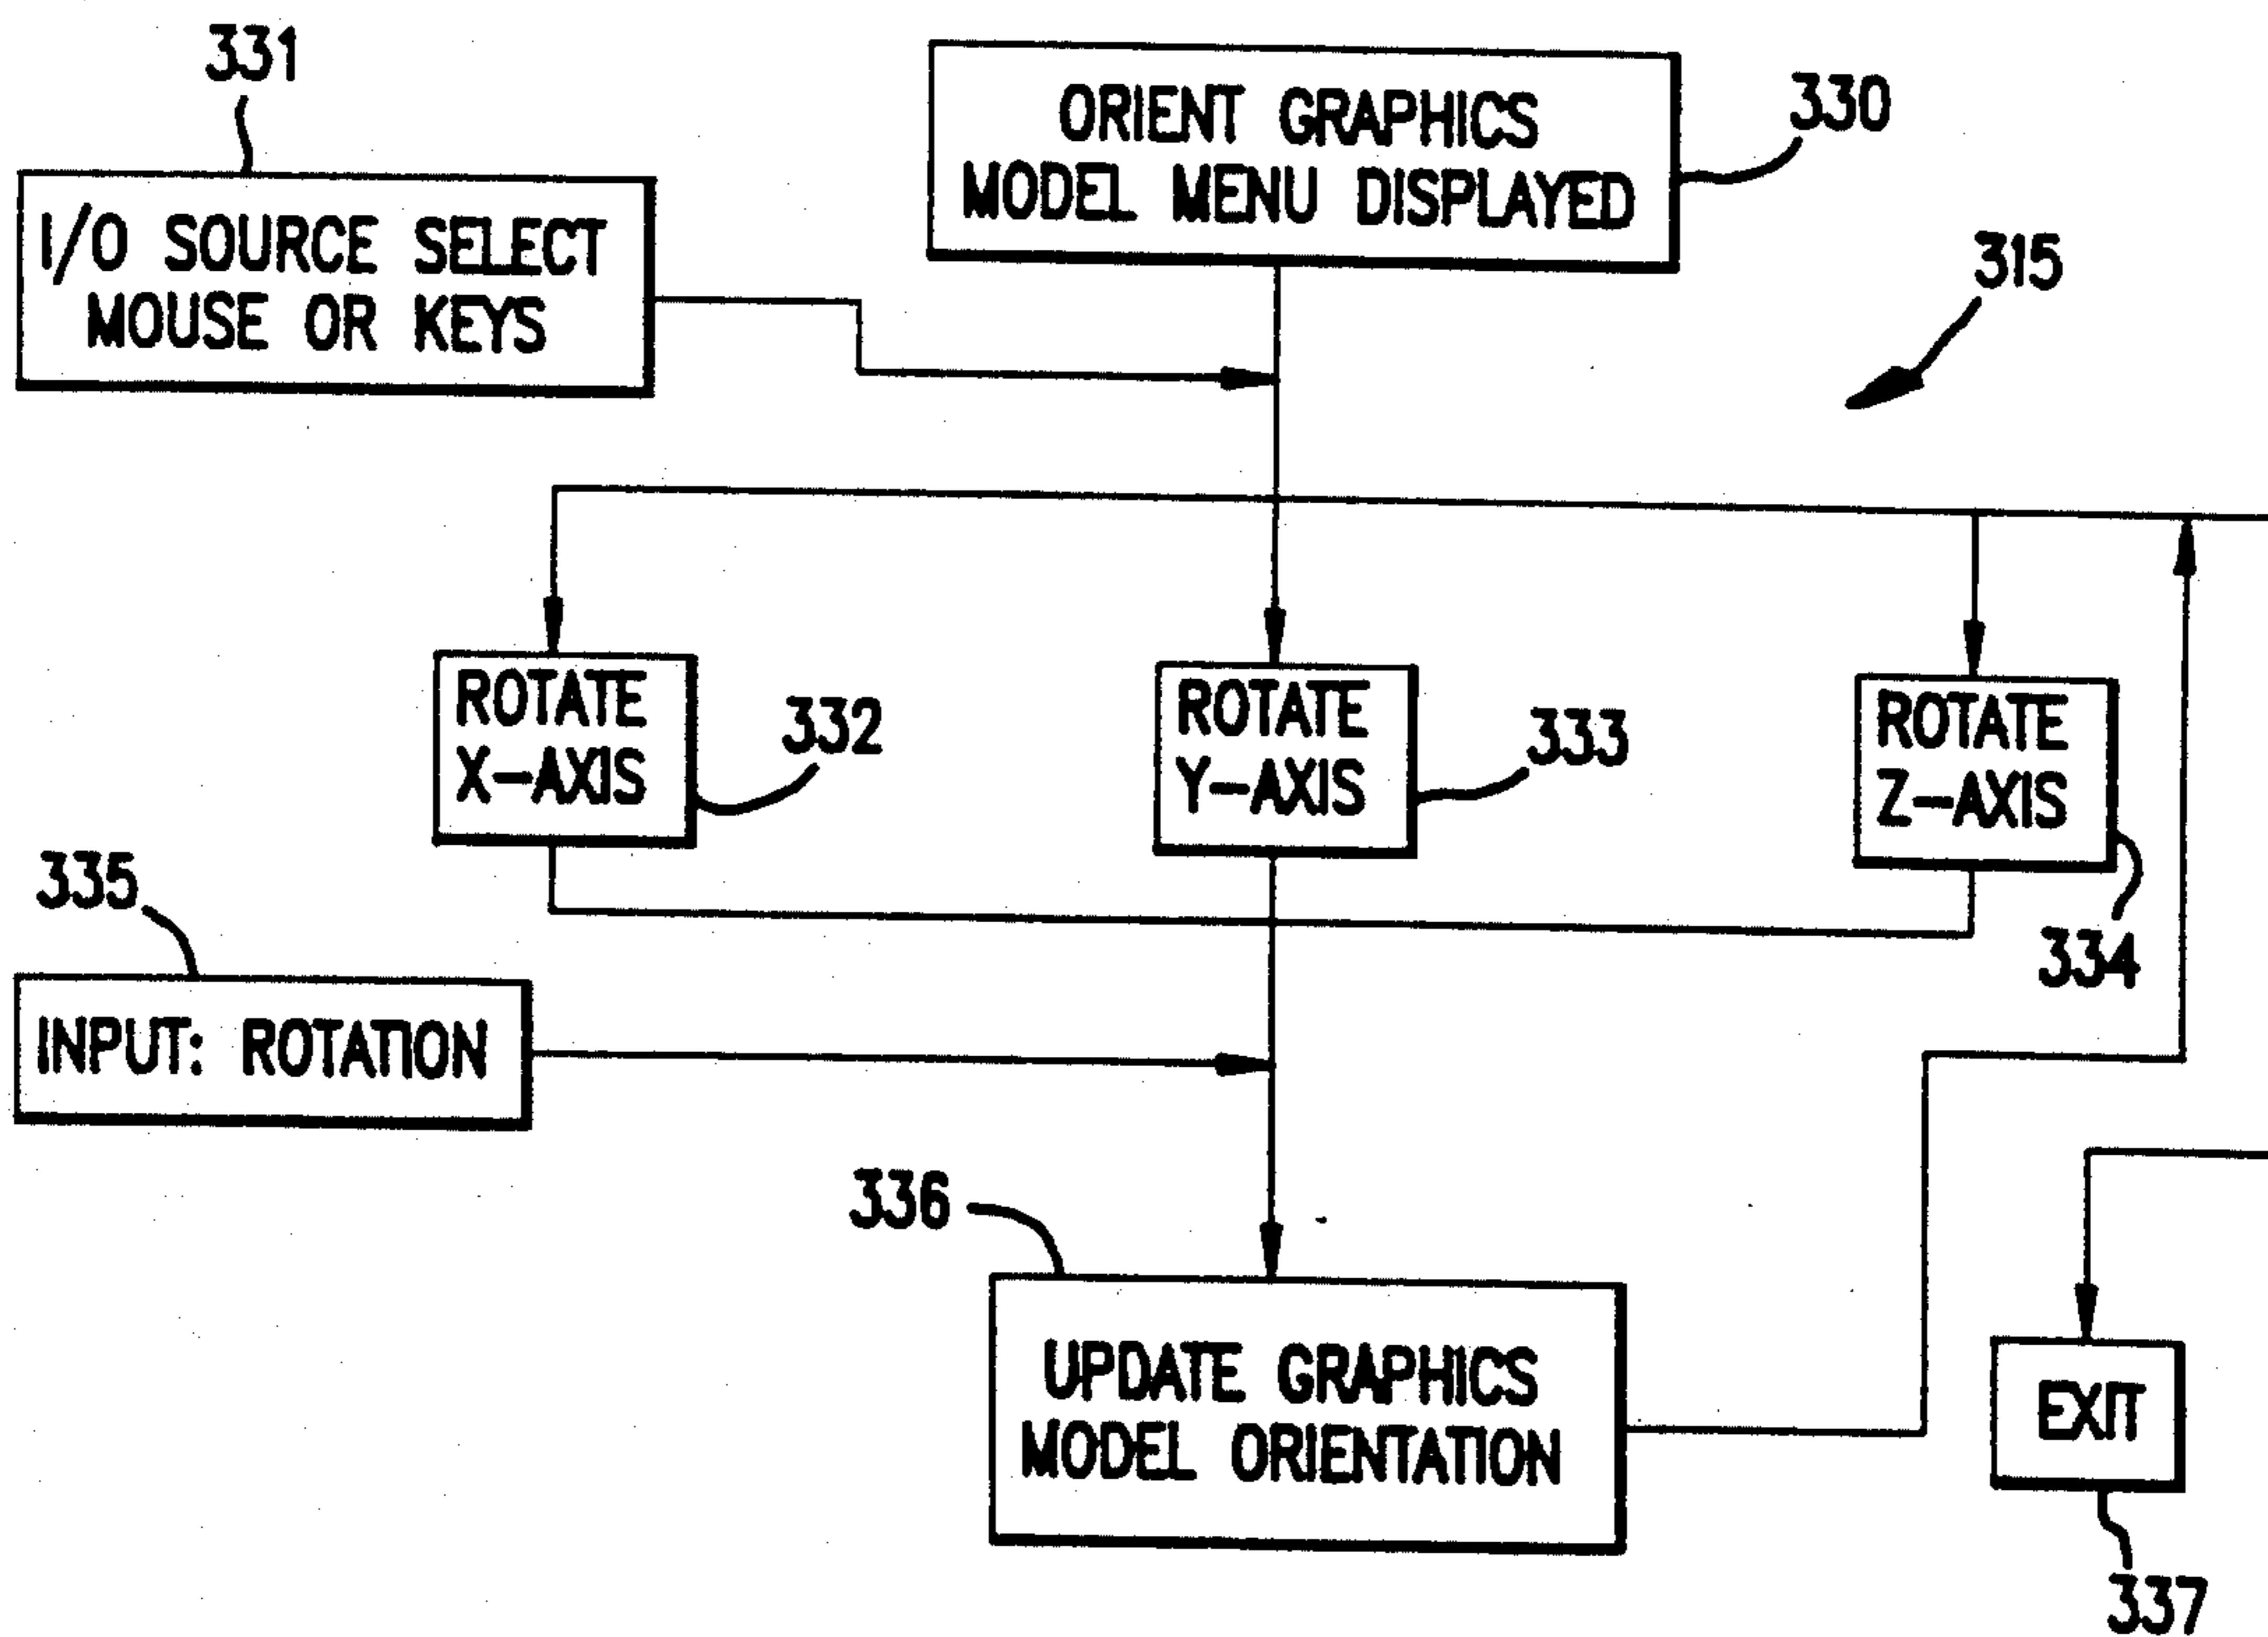 331
ORIENT GRAPHICS
MODEL MENU DISPLAYED
330
I/O SOURCE SELECT
MOUSE OR KEYS
315
ROTATE
X-AXIS
332
ROTATE
Y-AXIS
333
ROTATE
Z-AXIS
334
335
INPUT: ROTATION
336
UPDATE GRAPHICS
MODEL ORIENTATION
EXIT
337